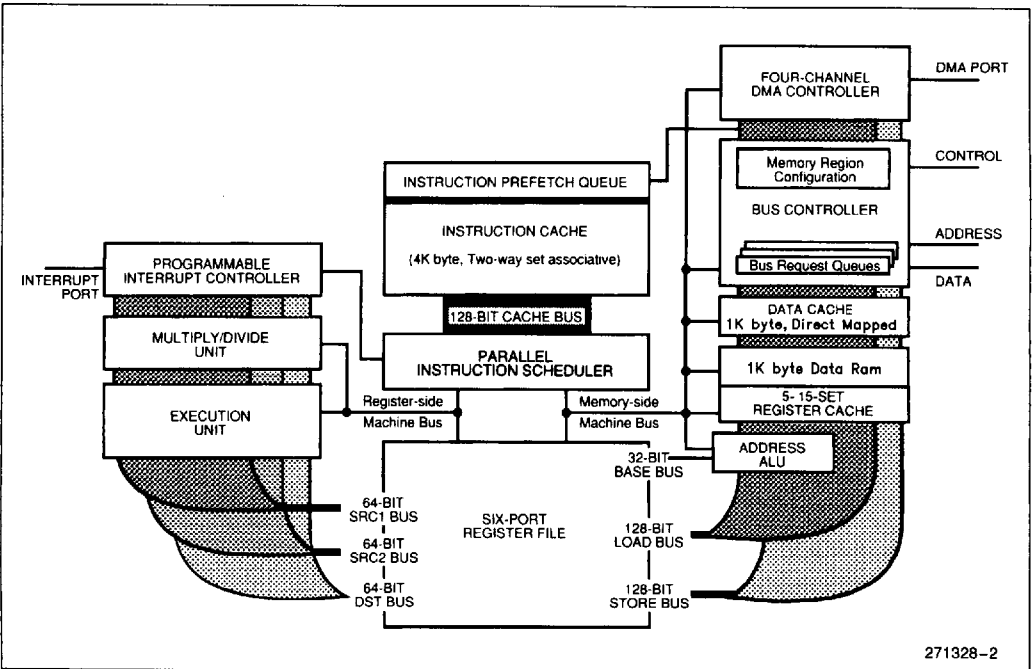 FOUR-CHANNEL
DMA CONTROLLER
DMA PORT
Memory Region
Configuration
CONTROL
BUS CONTROLLER
ADDRESS
Bus Request Queues
DATA
INSTRUCTION PREFETCH QUEUE
INSTRUCTION CACHE
(4K byte, Two-way set associative)
128-BIT CACHE BUS
PARALLEL
INSTRUCTION SCHEDULER
INTERRUPT
PORT
PROGRAMMABLE
INTERRUPT CONTROLLER
MULTIPLY/DIVIDE
UNIT
EXECUTION
UNIT
Register-side
Machine Bus
Memory-side
Machine Bus
DATA CACHE
1K byte, Direct Mapped
1K byte Data Ram
5-15-SET
REGISTER CACHE
ADDRESS
ALU
32-BIT
BASE BUS
64-BIT
SRC1 BUS
64-BIT
SRC2 BUS
64-BIT
DST BUS
SIX-PORT
REGISTER FILE
128-BIT
LOAD BUS
128-BIT
STORE BUS
271328-2